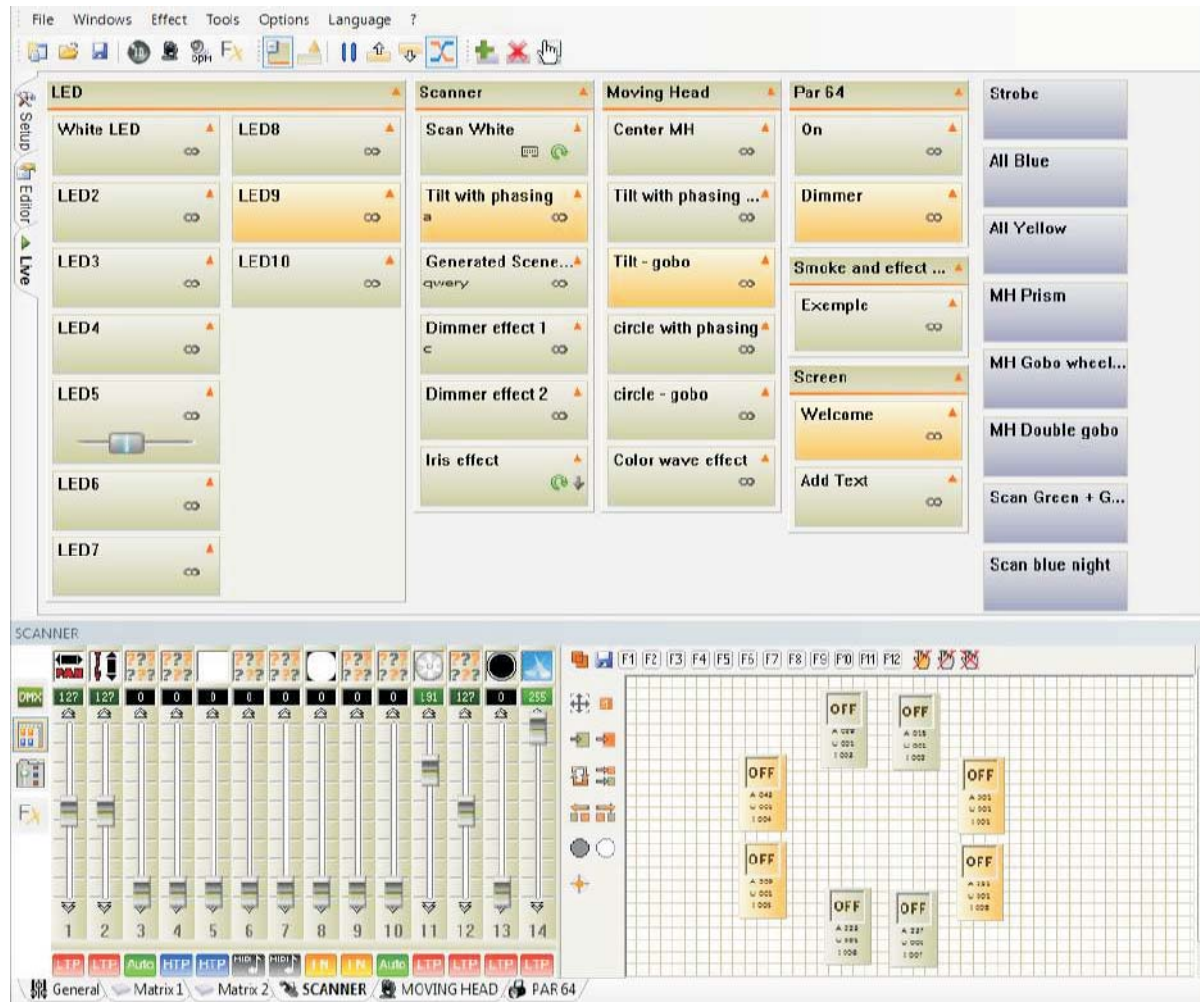 File Windows Effect Tools Options Language ?
Setup
Editor
Live
LED
White LED
LED2
LED3
LED4
LED5
LED6
LED7
LED8
LED9
LED10
Scanner
Scan White
Tilt with phasing
a
Generated Scene...
qwery
Dimmer effect 1
c
Dimmer effect 2
Iris effect
Moving Head
Center MH
Tilt with phasing ...
Tilt - gobo
circle with phasing
circle - gobo
Color wave effect
Par 64
On
Dimmer
Smoke and effect ...
Exemple
Screen
Welcome
Add Text
Strobe
All Blue
All Yellow
MH Prism
MH Gobo wheel...
MH Double gobo
Scan Green + G...
Scan blue night
SCANNER
PAN
??? ??? ??? ??? ??? ??? ???
DMX 127 127 0 0 0 0 0 0 0 0 191 127 0 255
Fx
1 2 3 4 5 6 7 8 9 10 11 12 13 14
LTP LTP Auto HTP HTP MIDI MIDI IN IN Auto LTP LTP LTP LTP
F1 F2 F3 F4 F5 F6 F7 F8 F9 F10 F11 F12
OFF
OFF
OFF
OFF
OFF
OFF
OFF
OFF
General Matrix 1 Matrix 2 SCANNER MOVING HEAD PAR 64